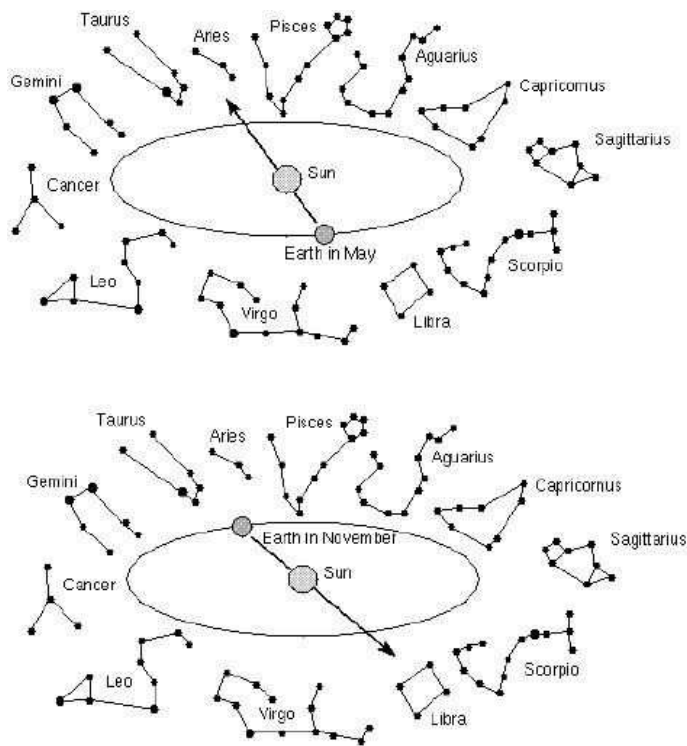 Taurus
Aries
Pisces
Aguarius
Gemini
Capricornus
Sagittarius
Sun
Cancer
Earth in May
Scorpio
Leo
Virgo
Libra
Taurus
Aries
Pisces
Aguarius
Gemini
Capricornus
Earth in November
Sagittarius
Sun
Cancer
Scorpio
Leo
Virgo
Libra